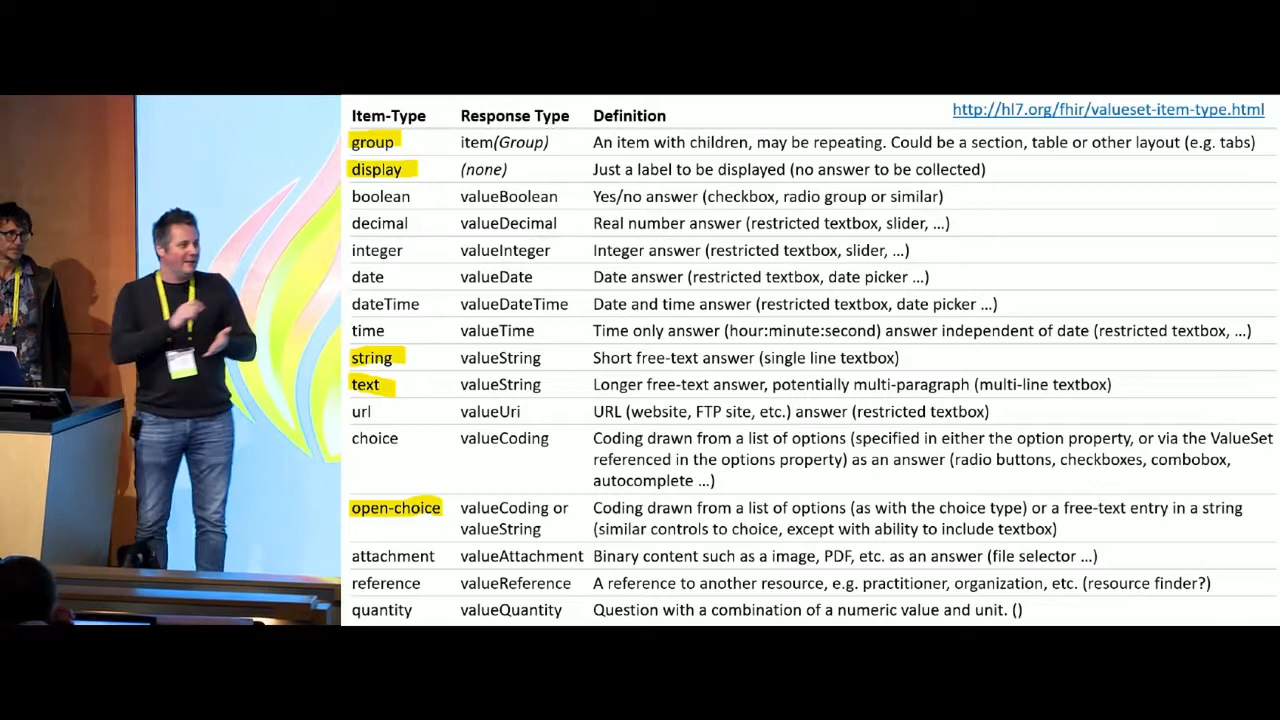 http://hl7.org/fhir/valueset-item-type.html
Item-Type Response Type Definition
group item(Group) An item with children, may be repeating. Could be a section, table or other layout (e.g. tabs)
display (none) Just a label to be displayed (no answer to be collected)
boolean valueBoolean Yes/no answer (checkbox, radio group or similar)
decimal valueDecimal Real number answer (restricted textbox, slider, ...)
integer valueInteger Integer answer (restricted textbox, slider, ...)
date valueDate Date answer (restricted textbox, date picker ...)
dateTime valueDateTime Date and time answer (restricted textbox, date picker ...)
time valueTime Time only answer (hour:minute:second) answer independent of date (restricted textbox, ...)
string valueString Short free-text answer (single line textbox)
text valueString Longer free-text answer, potentially multi-paragraph (multi-line textbox)
url valueUri URL (website, FTP site, etc.) answer (restricted textbox)
choice valueCoding Coding drawn from a list of options (specified in either the option property, or via the ValueSet
referenced in the options property) as an answer (radio buttons, checkboxes, combobox,
autocomplete ...)
open-choice valueCoding or Coding drawn from a list of options (as with the choice type) or a free-text entry in a string
valueString (similar controls to choice, except with ability to include textbox)
attachment valueAttachment Binary content such as a image, PDF, etc. as an answer (file selector ...)
reference valueReference A reference to another resource, e.g. practitioner, organization, etc. (resource finder?)
quantity valueQuantity Question with a combination of a numeric value and unit. ()